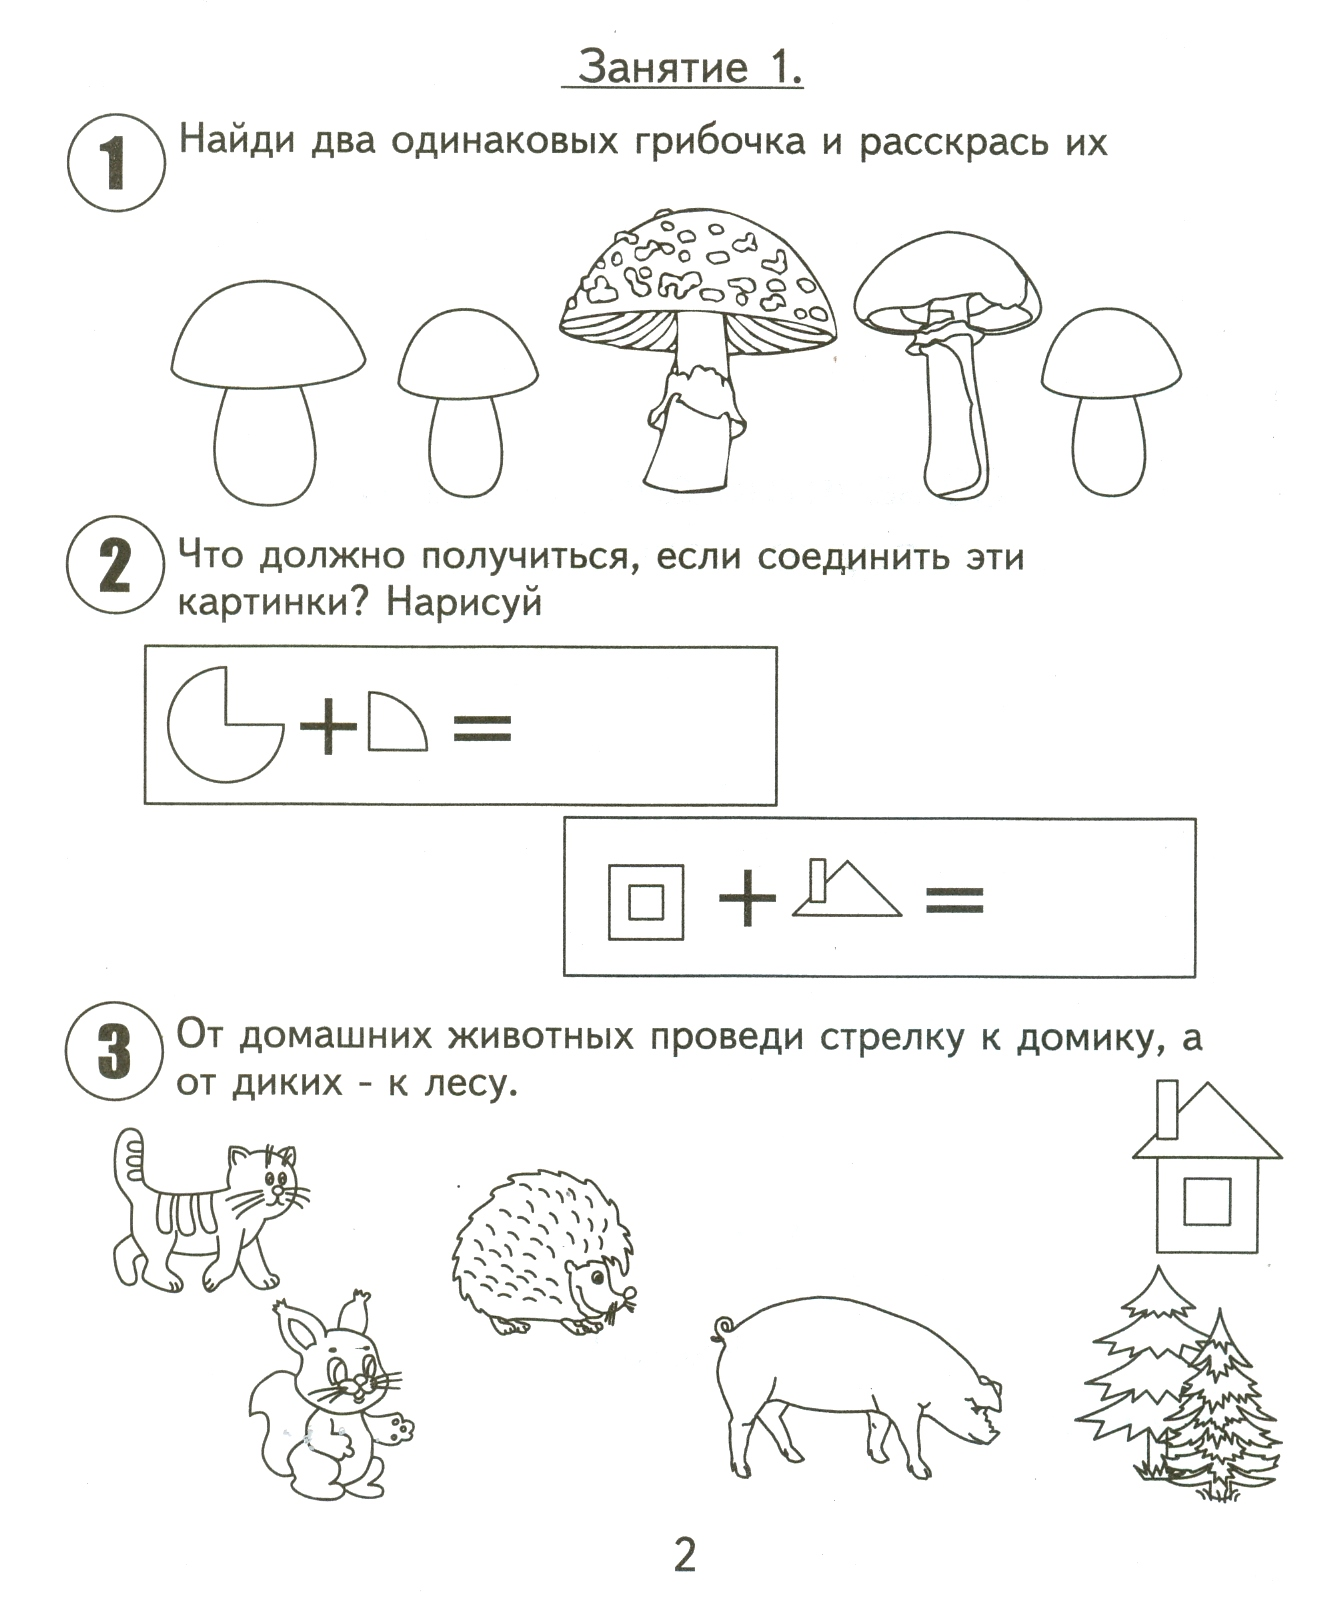 Занятие 1.
1
Найди два одинаковых грибочка и расскрась их
2
Что должно получиться, если соединить эти
картинки? Нарисуй
+ =
+ =
3
От домашних животных проведи стрелку к домику, а
от диких - к лесу.
2